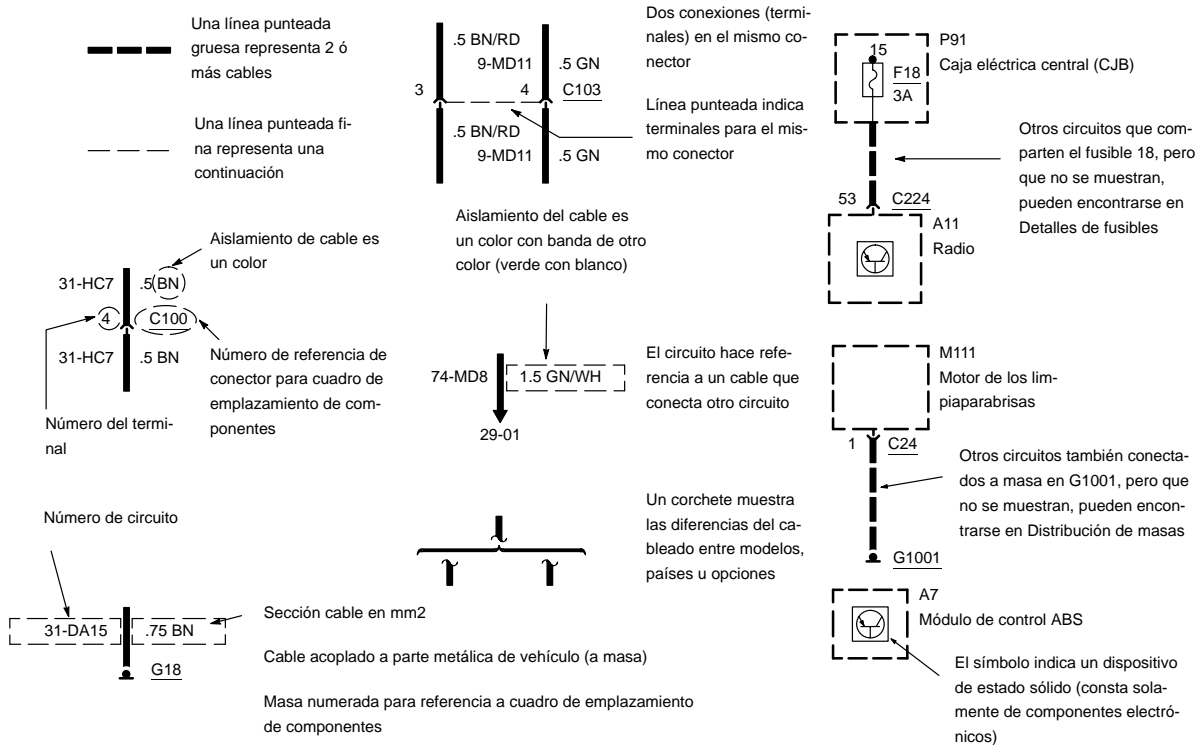 Una línea punteada
gruesa representa 2 ó
más cables
Una línea punteada fi-
na representa una
continuación
.5 BN/RD
9-MD11
.5 GN
3
4
C103
.5 BN/RD
9-MD11
.5 GN
Dos conexiones (termi-
nales) en el mismo co-
nector
Línea punteada indica
terminales para el mis-
mo conector
P91
Caja eléctrica central (CJB)
15
F18
3A
Otros circuitos que com-
parten el fusible 18, pero
que no se muestran,
pueden encontrarse en
Detalles de fusibles
53
C224
A11
Radio
Aislamiento de cable es
un color
31-HC7
.5 BN
4
C100
31-HC7
.5 BN
Número de referencia de
conector para cuadro de
emplazamiento de com-
ponentes
Número del termi-
nal
Aislamiento del cable es
un color con banda de otro
color (verde con blanco)
74-MD8
1.5 GN/WH
29-01
El circuito hace refe-
rencia a un cable que
conecta otro circuito
M111
Motor de los lim-
piaparabrisas
1
C24
Otros circuitos también conecta-
dos a masa en G1001, pero que
no se muestran, pueden encon-
trarse en Distribución de masas
G1001
Número de circuito
31-DA15
.75 BN
G18
Sección cable en mm2
Cable acoplado a parte metálica de vehículo (a masa)
Masa numerada para referencia a cuadro de emplazamiento
de componentes
Un corchete muestra
las diferencias del ca-
bleado entre modelos,
países u opciones
A7
Módulo de control ABS
El símbolo indica un dispositivo
de estado sólido (consta sola-
mente de componentes electró-
nicos)